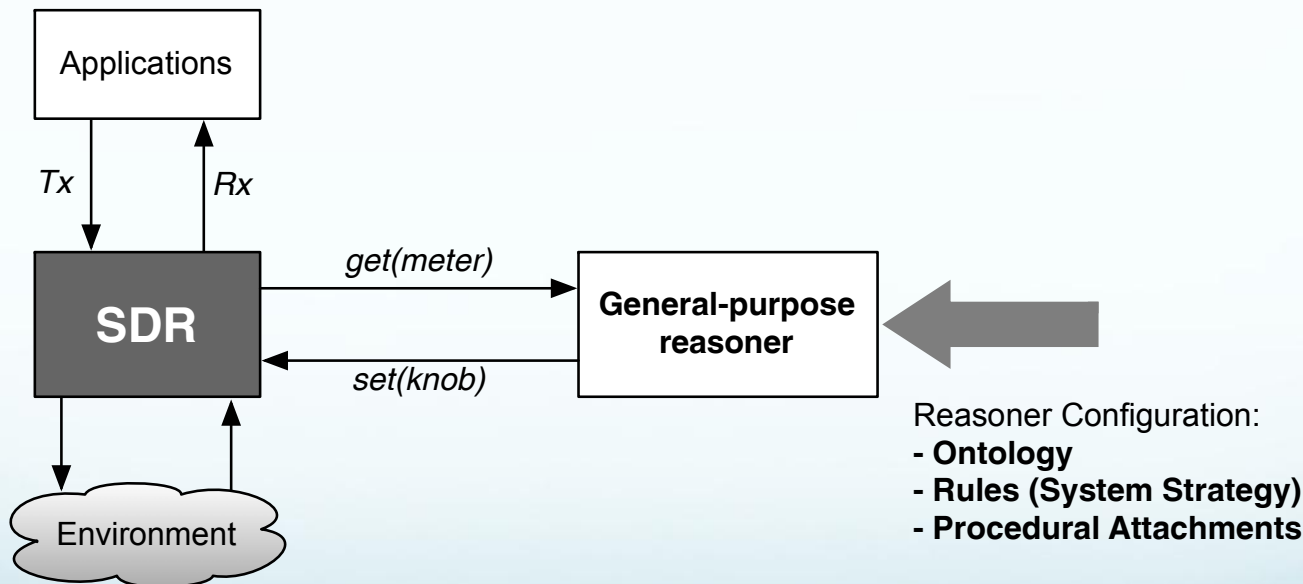 Applications
Tx
Rx
get(meter)
SDR
General-purpose
reasoner
set(knob)
Reasoner Configuration:
- Ontology
- Rules (System Strategy)
- Procedural Attachments
Environment